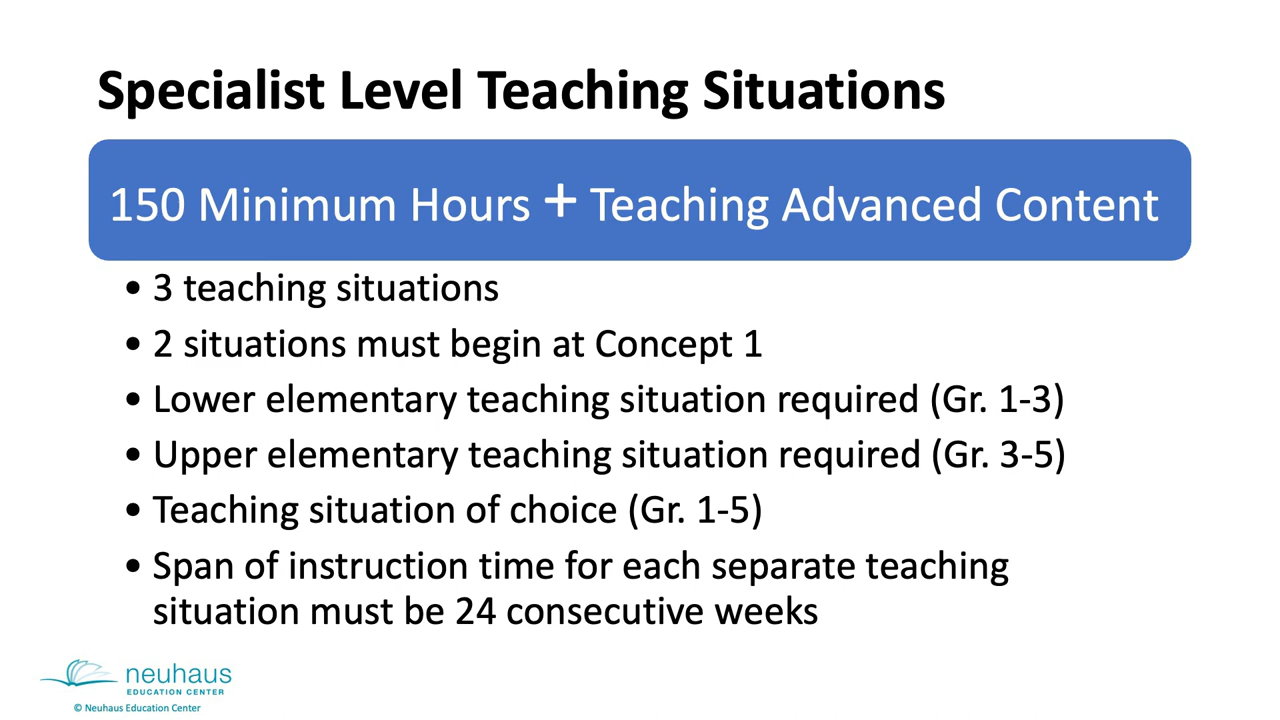 Specialist Level Teaching Situations
150 Minimum Hours + Teaching Advanced Content
• 3 teaching situations
• 2 situations must begin at Concept 1
• Lower elementary teaching situation required (Gr. 1-3)
• Upper elementary teaching situation required (Gr. 3-5)
• Teaching situation of choice (Gr. 1-5)
• Span of instruction time for each separate teaching
situation must be 24 consecutive weeks
neuhaus
EDUCATION CENTER
© Neuhaus Education Center